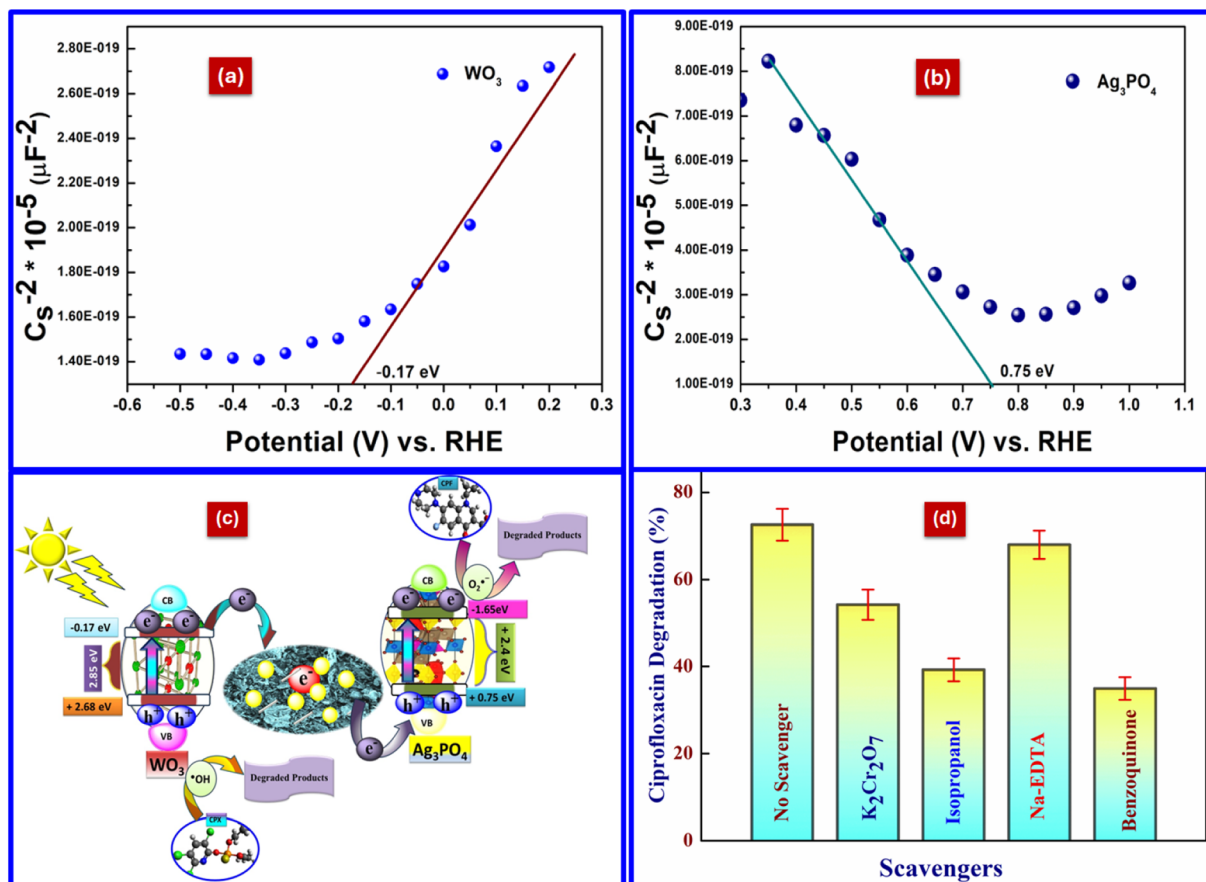 (a)
WO3
Cs-2 * 10-5 (µF-2)
2.80E-019
2.60E-019
2.40E-019
2.20E-019
2.00E-019
1.80E-019
1.60E-019
1.40E-019
-0.17 eV
-0.6 -0.5 -0.4 -0.3 -0.2 -0.1 0.0 0.1 0.2 0.3
Potential (V) vs. RHE
(b)
Ag3PO4
Cs-2 * 10-5 (µF-2)
9.00E-019
8.00E-019
7.00E-019
6.00E-019
5.00E-019
4.00E-019
3.00E-019
2.00E-019
1.00E-019
0.75 eV
0.3 0.4 0.5 0.6 0.7 0.8 0.9 1.0 1.1
Potential (V) vs. RHE
(c)
CPF
Degraded Products
O2•−
CB
e- e-
-0.17 eV
2.85 eV
+ 2.68 eV
h+ h+
VB
WO3
e-
e-
e-
CB
e- e-
-1.65eV
+ 2.4 eV
+ 0.75 eV
h+ h+
VB
Ag3PO4
•OH
Degraded Products
CPX
(d)
Ciprofloxacin Degradation (%)
80
60
40
20
0
No Scavenger
K2Cr2O7
Isopropanol
Na-EDTA
Benzoquinone
Scavengers